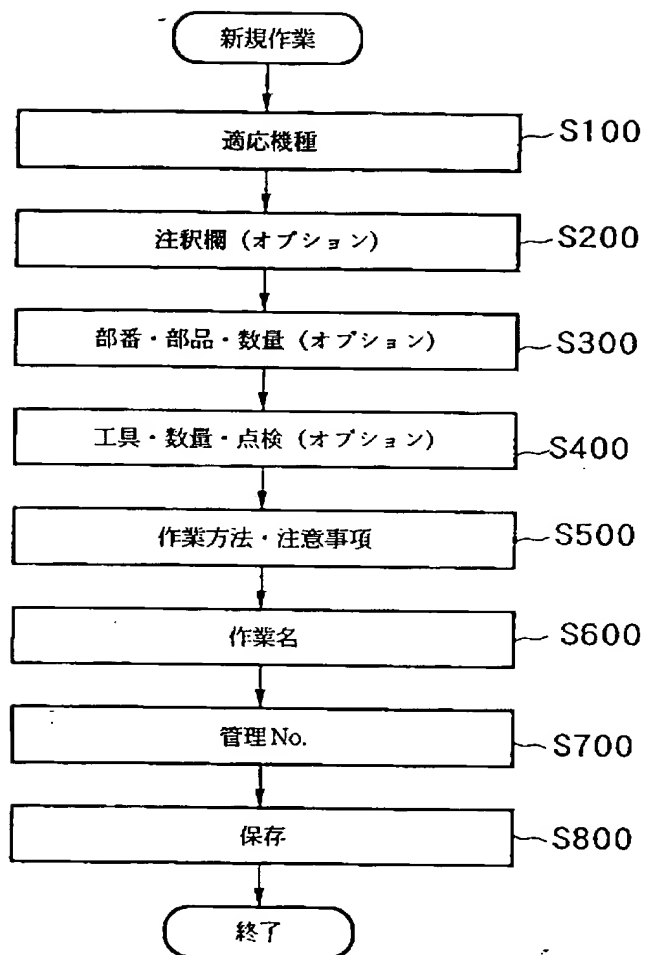 新規作業
適応機種
S100
注釈欄（オプション）
S200
部番・部品・数量（オプション）
S300
工具・数量・点検（オプション）
S400
作業方法・注意事項
S500
作業名
S600
管理No.
S700
保存
S800
終了